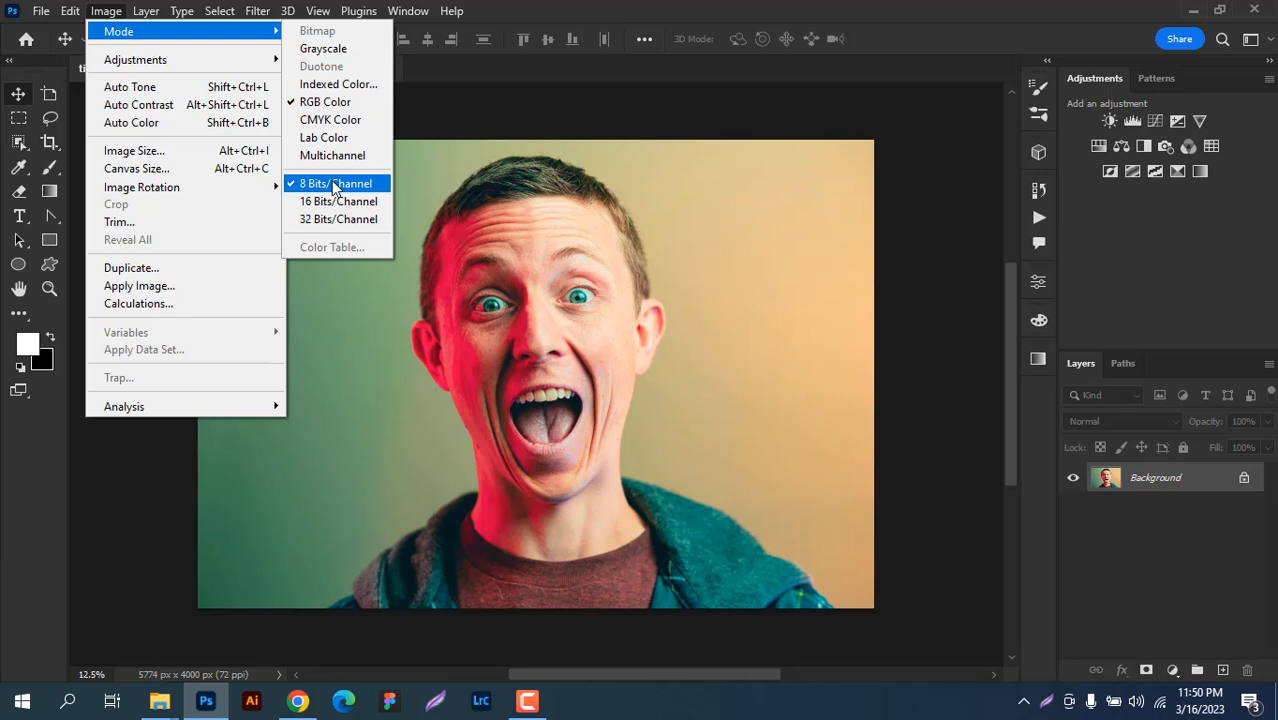 Ps File Edit Image Layer Type Select Filter 3D View Plugins Window Help
3D Mode:
Share
Mode
Adjustments
Auto Tone Shift+Ctrl+L
Auto Contrast Alt+Shift+Ctrl+L
Auto Color Shift+Ctrl+B
Image Size... Alt+Ctrl+I
Canvas Size... Alt+Ctrl+C
Image Rotation
Crop
Trim...
Reveal All
Duplicate...
Apply Image...
Calculations...
Variables
Apply Data Set...
Trap...
Analysis
Bitmap
Grayscale
Duotone
Indexed Color...
RGB Color
CMYK Color
Lab Color
Multichannel
8 Bits/Channel
16 Bits/Channel
32 Bits/Channel
Color Table...
Adjustments Patterns
Add an adjustment
Layers Paths
Kind
Normal Opacity: 100%
Lock: Fill: 100%
Background
12.5% 5774 px x 4000 px (72 ppi)
Ps Ai LrC
11:50 PM
3/16/2023
3